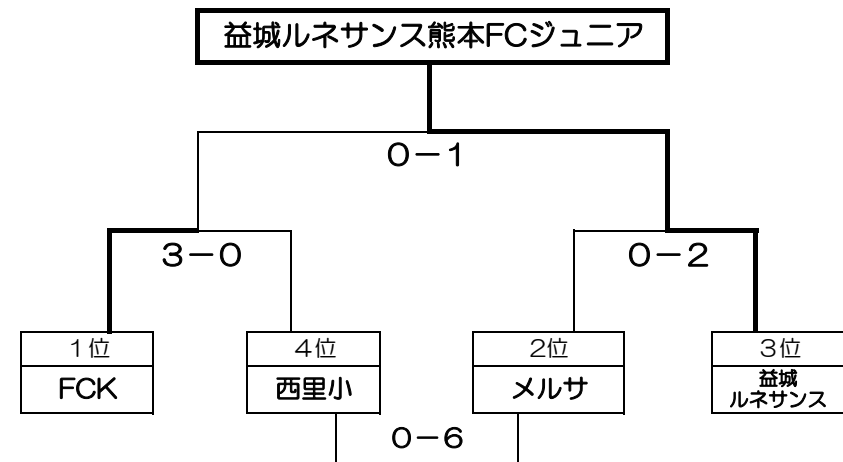 益城ルネサンス熊本FCジュニア
0－1
3－0
0－2
1位
4位
2位
3位
FCK
西里小
メルサ
益城
ルネサンス
0－6